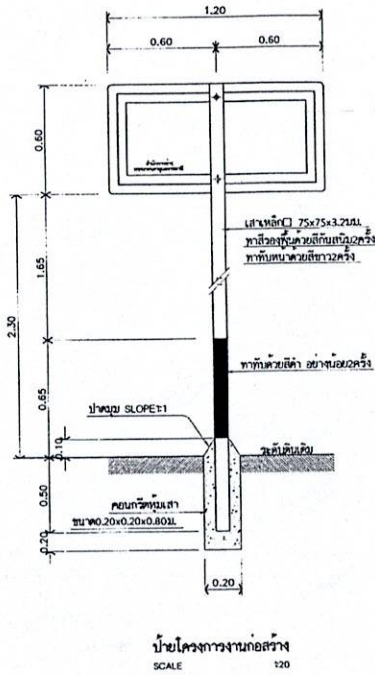 1.20
0.60 0.60
0.60
เสาเหล็ก□ 75x75x3.2มม.
ทาสีรองพื้นด้วยสีกันสนิม2ครั้ง
ทาทับหน้าด้วยสีขาว2ครั้ง
1.65
2.30
ทาทับด้วยสีดำ อย่างน้อย2ครั้ง
0.65
ปาดมุม SLOPE1:1
0.10
ระดับดินเดิม
0.50
คอนกรีตหุ้มเสา
ขนาด0.20x0.20x0.80ม.
0.20
0.20
ป้ายโครงการงานก่อสร้าง
SCALE 1:20